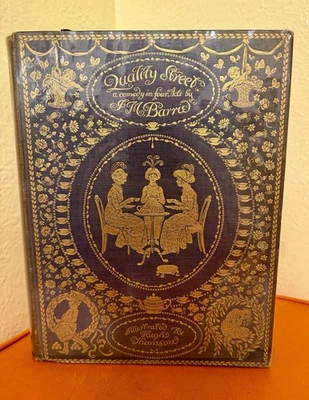 Quality Street
a comedy in four Acts by
J. M. Barrie
Illustrated by
Hugh
Thomson